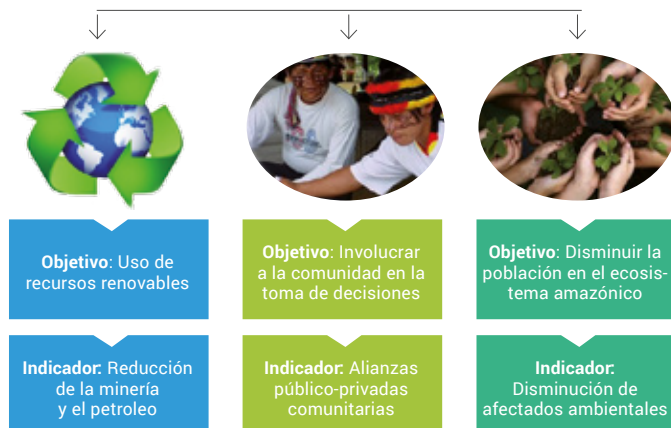 Objetivo: Uso de
recursos renovables
Objetivo: Involucrar
a la comunidad en la
toma de decisiones
Objetivo: Disminuir la
población en el ecosis-
tema amazónico
Indicador: Reducción
de la minería
y el petroleo
Indicador: Alianzas
público-privadas
comunitarias
Indicador:
Disminución de
afectados ambientales